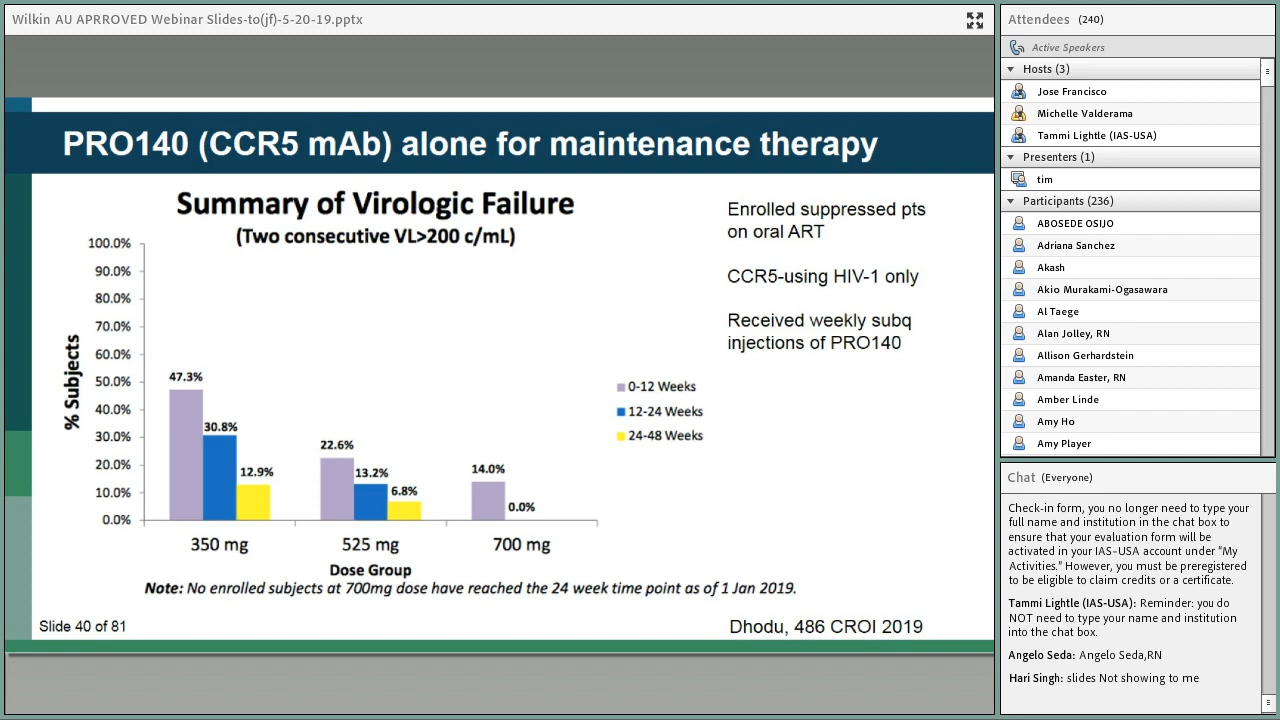 Wilkin AU APRROVED Webinar Slides-to(jf)-5-20-19.pptx
PRO140 (CCR5 mAb) alone for maintenance therapy
Summary of Virologic Failure
(Two consecutive VL>200 c/mL)
100.0%
90.0%
80.0%
70.0%
60.0%
50.0%
40.0%
30.0%
20.0%
10.0%
0.0%
% Subjects
47.3%
30.8%
12.9%
22.6%
13.2%
6.8%
14.0%
0.0%
350 mg
525 mg
700 mg
Dose Group
0-12 Weeks
12-24 Weeks
24-48 Weeks
Note: No enrolled subjects at 700mg dose have reached the 24 week time point as of 1 Jan 2019.
Enrolled suppressed pts
on oral ART
CCR5-using HIV-1 only
Received weekly subq
injections of PRO140
Slide 40 of 81
Dhodu, 486 CROI 2019
Attendees (240)
Active Speakers
Hosts (3)
Jose Francisco
Michelle Valderama
Tammi Lightle (IAS-USA)
Presenters (1)
tim
Participants (236)
ABOSEDE OSIJO
Adriana Sanchez
Akash
Akio Murakami-Ogasawara
Al Taege
Alan Jolley, RN
Allison Gerhardstein
Amanda Easter, RN
Amber Linde
Amy Ho
Amy Player
Chat (Everyone)
Check-in form, you no longer need to type your
full name and institution in the chat box to
ensure that your evaluation form will be
activated in your IAS-USA account under "My
Activities." However, you must be preregistered
to be eligible to claim credits or a certificate.
Tammi Lightle (IAS-USA): Reminder: you do
NOT need to type your name and institution
into the chat box.
Angelo Seda: Angelo Seda,RN
Hari Singh: slides Not showing to me